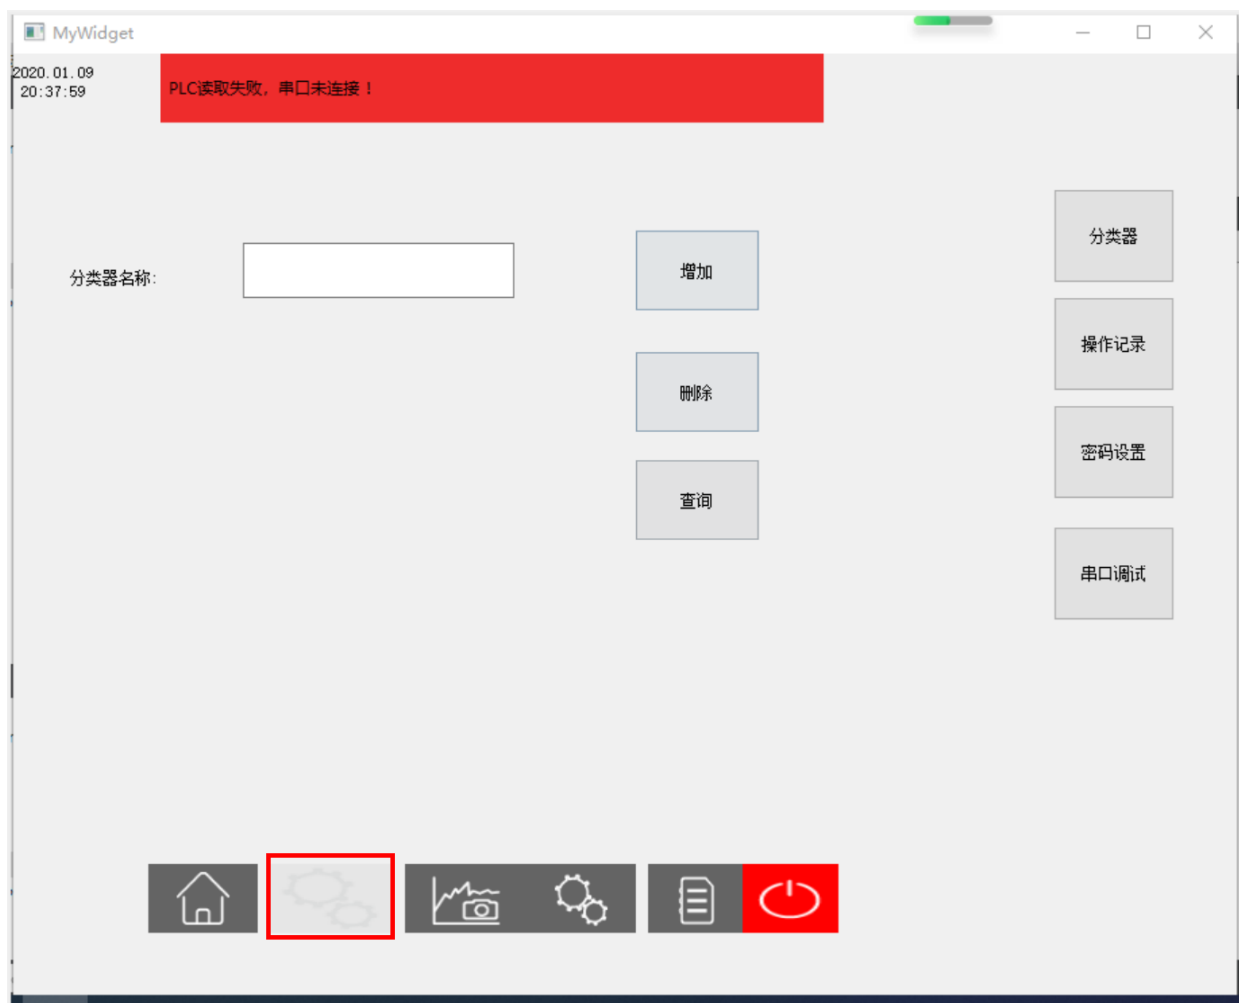 MyWidget
2020.01.09
20:37:59
PLC读取失败，串口未连接！
分类器名称：
增加
删除
查询
分类器
操作记录
密码设置
串口调试